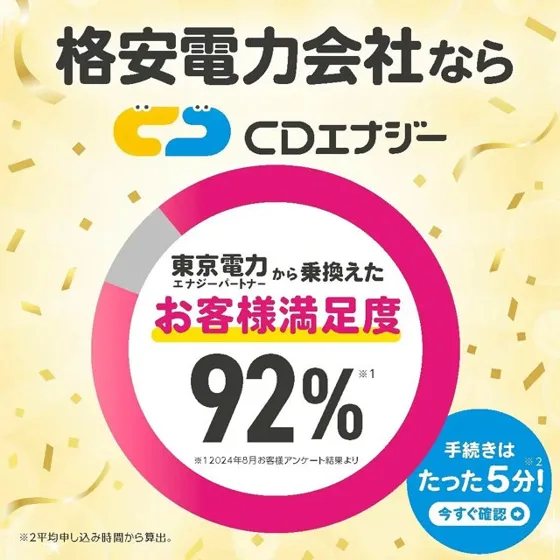 格安電力会社なら
CDエナジー
東京電力から乗換えた
エナジーパートナー
お客様満足度
92%※1
※12024年8月お客様アンケート結果より
手続きは
たった5分!※2
今すぐ確認
※2平均申し込み時間から算出。